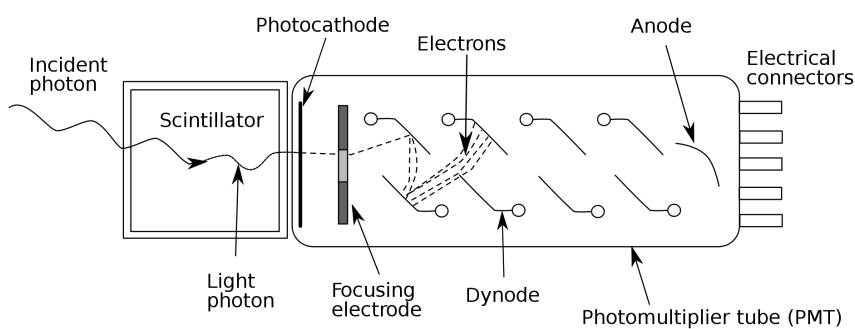 Photocathode
Electrons
Anode
Incident
photon
Electrical
connectors
Scintillator
Light
photon
Focusing
electrode
Dynode
Photomultiplier tube (PMT)